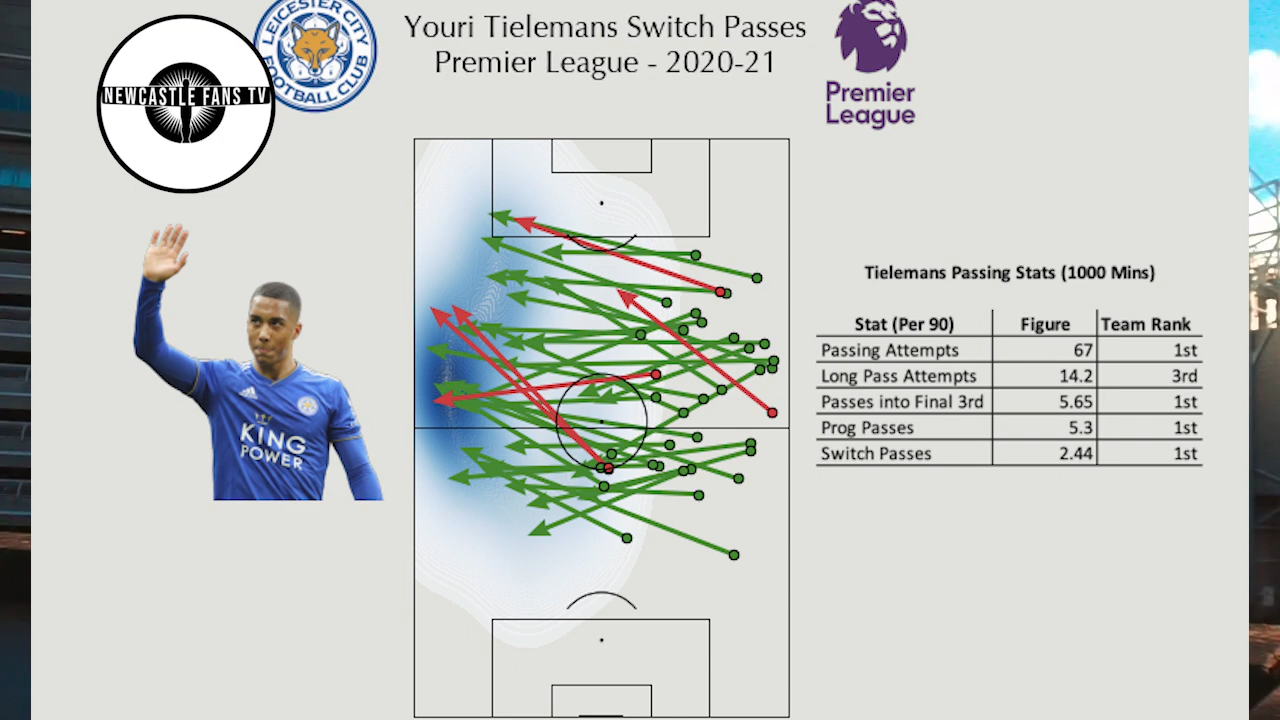 LEICESTER CITY
FOOTBALL CLUB
NEWCASTLE FANS TV
Youri Tielemans Switch Passes
Premier League - 2020-21
Premier
League
KING
POWER
Tielemans Passing Stats (1000 Mins)
Stat (Per 90) Figure Team Rank
Passing Attempts 67 1st
Long Pass Attempts 14.2 3rd
Passes into Final 3rd 5.65 1st
Prog Passes 5.3 1st
Switch Passes 2.44 1st